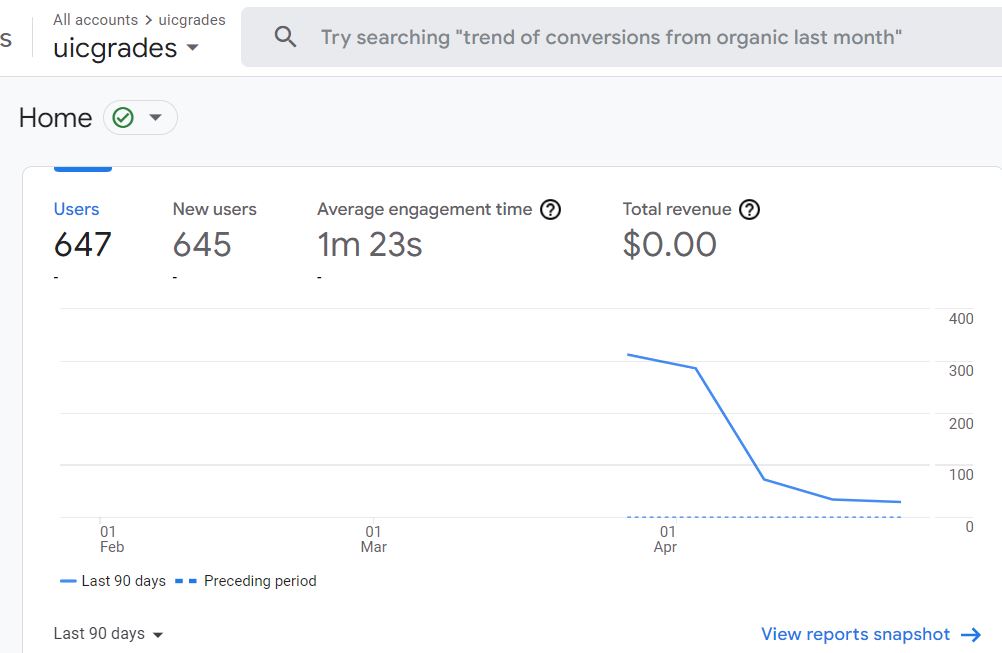 s
All accounts > uicgrades
uicgrades
Try searching "trend of conversions from organic last month"
Home
Users
647
-
New users
645
-
Average engagement time ?
1m 23s
-
Total revenue ?
$0.00
400
300
200
100
0
01
Feb
01
Mar
01
Apr
Last 90 days
Preceding period
Last 90 days
View reports snapshot →